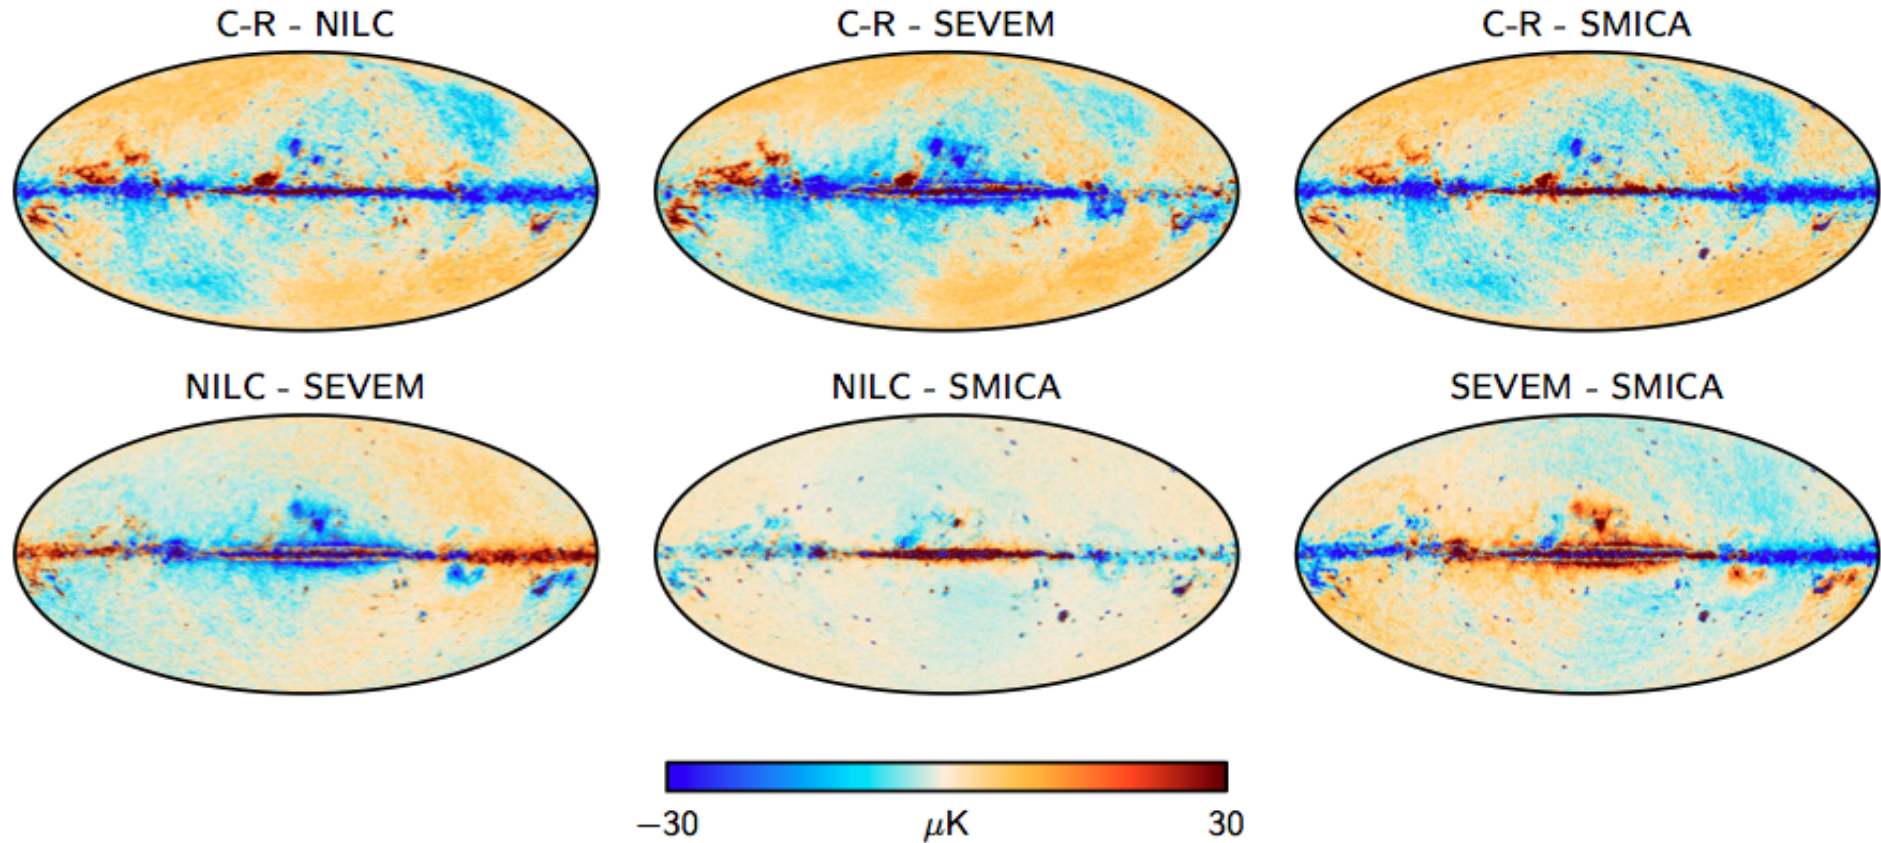 C-R - NILC
C-R - SEVEM
C-R - SMICA
NILC - SEVEM
NILC - SMICA
SEVEM - SMICA
−30
μK
30